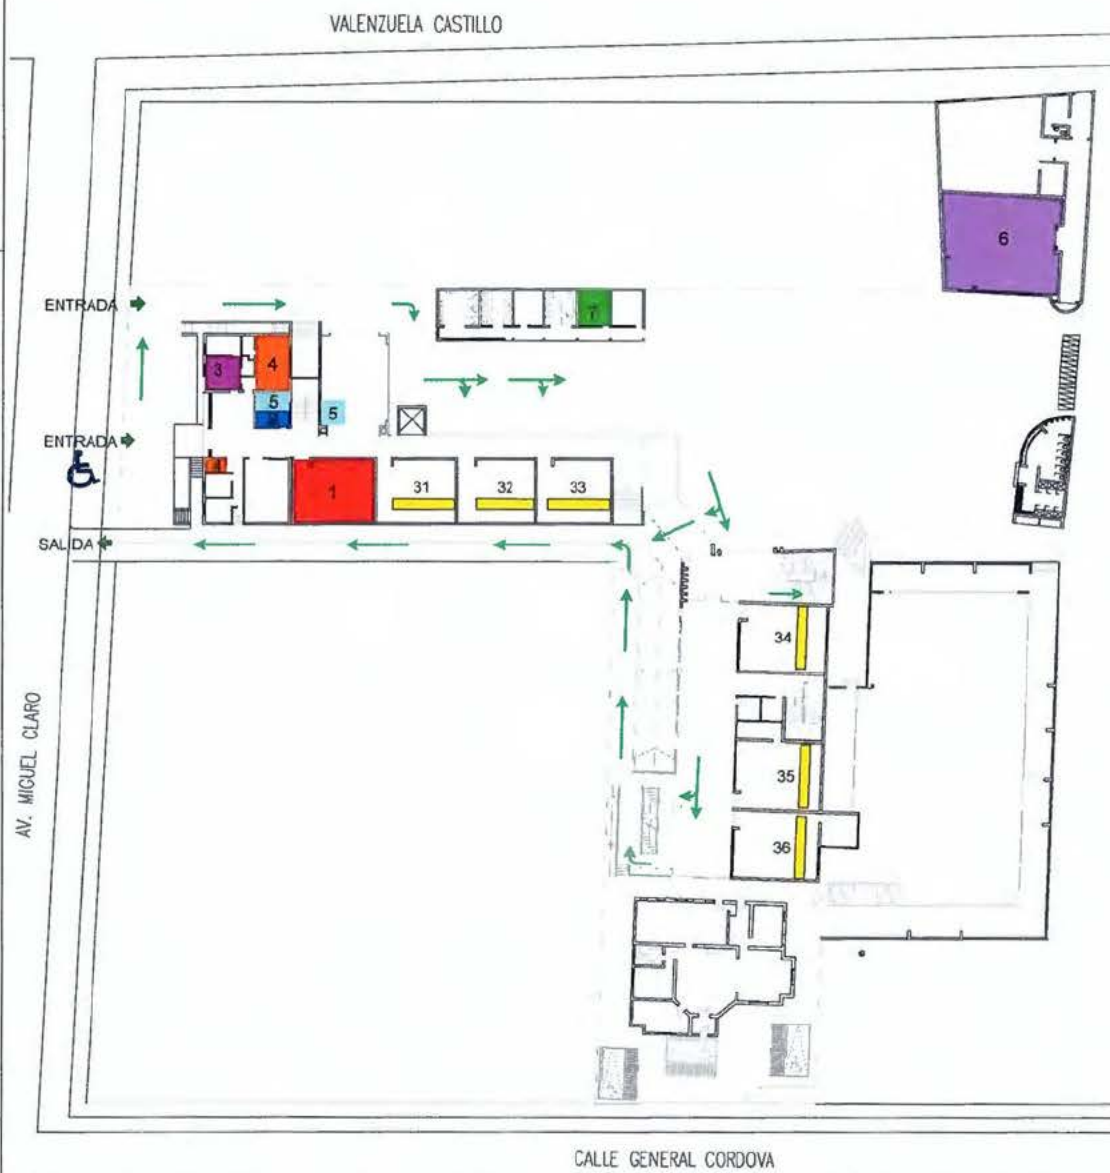 VALENZUELA CASTILLO
6
ENTRADA
7
3
4
5
5
ENTRADA
1
31
32
33
SALIDA
34
35
36
AV. MIGUEL CLARO
CALLE GENERAL CORDOVA